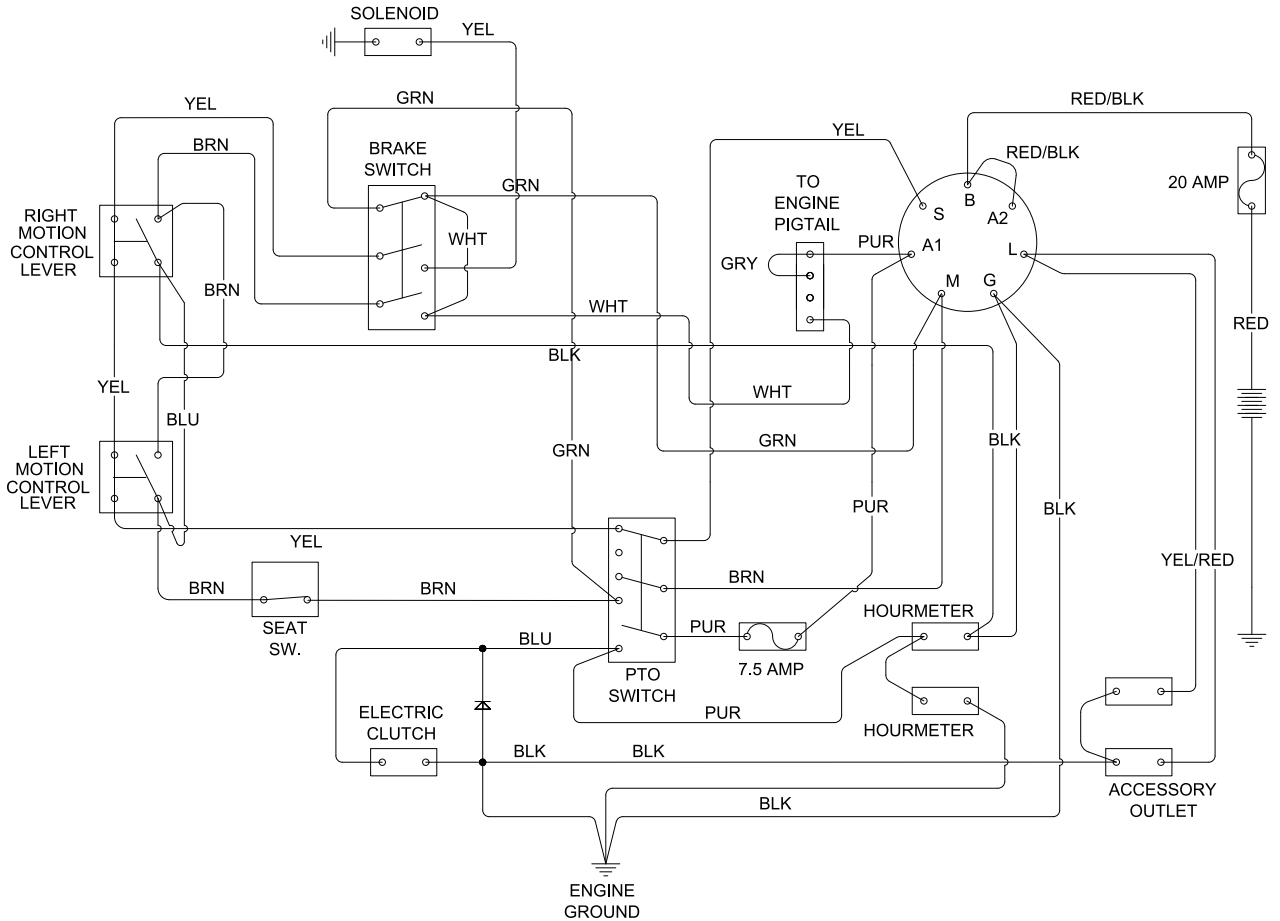 SOLENOID
YEL
GRN
YEL
BRN
BRAKE
SWITCH
GRN
WHT
YEL
RED/BLK
RED/BLK
20 AMP
TO
ENGINE
PIGTAIL
GRY
PUR
S
B
A2
A1
L
M
G
RIGHT
MOTION
CONTROL
LEVER
BRN
WHT
BLK
RED
YEL
BLU
WHT
LEFT
MOTION
CONTROL
LEVER
GRN
GRN
BLK
PUR
BLK
YEL
YEL/RED
BRN
BRN
BRN
SEAT
SW.
BLU
PUR
7.5 AMP
HOURMETER
PTO
SWITCH
PUR
HOURMETER
ELECTRIC
CLUTCH
BLK
BLK
BLK
ACCESSORY
OUTLET
ENGINE
GROUND